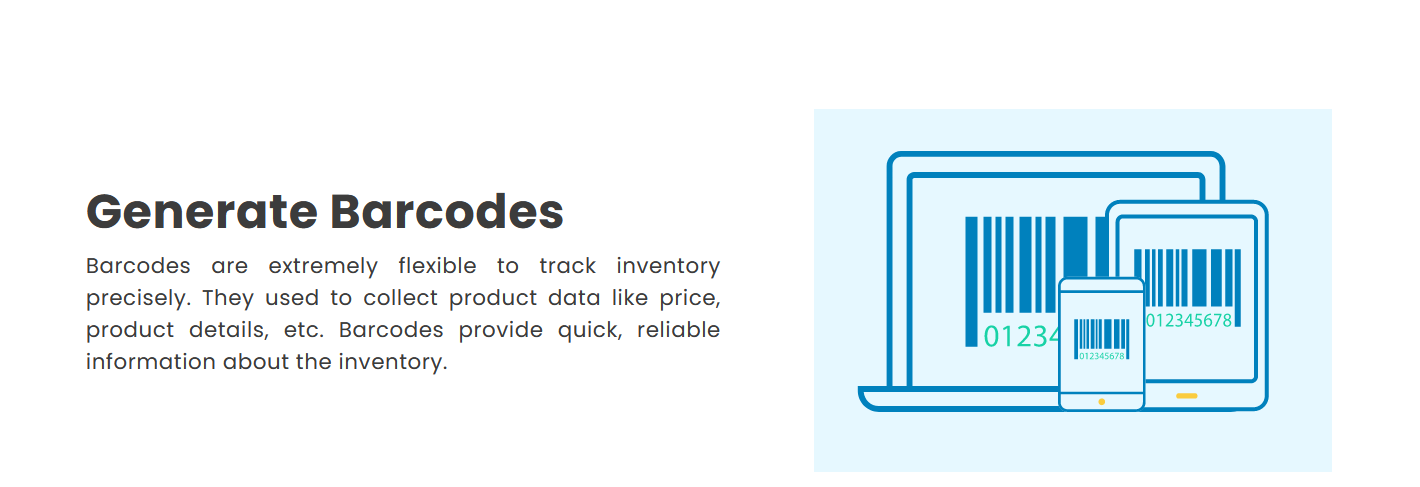 Generate Barcodes
Barcodes are extremely flexible to track inventory
precisely. They used to collect product data like price,
product details, etc. Barcodes provide quick, reliable
information about the inventory.
01234
012345678
012345678